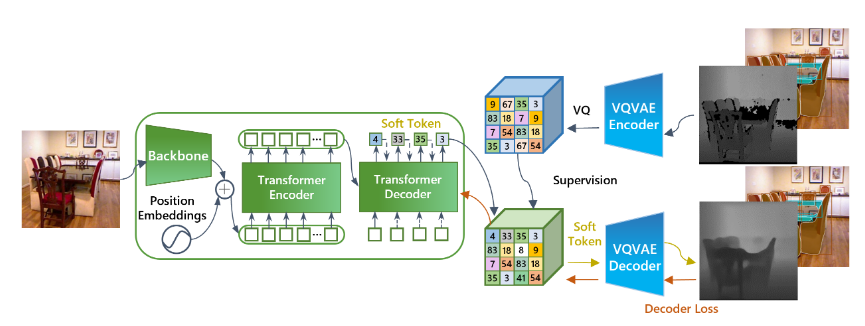 Backbone
Position
Embeddings
Transformer
Encoder
Soft Token
4 33 35 3
Transformer
Decoder
9 67 35 3
83 18 7 9
7 54 83 18
35 3 67 54
VQ
VQVAE
Encoder
Supervision
4 33 35 3
83 18 8 9
7 54 83 18
35 3 41 54
Soft
Token
VQVAE
Decoder
Decoder Loss